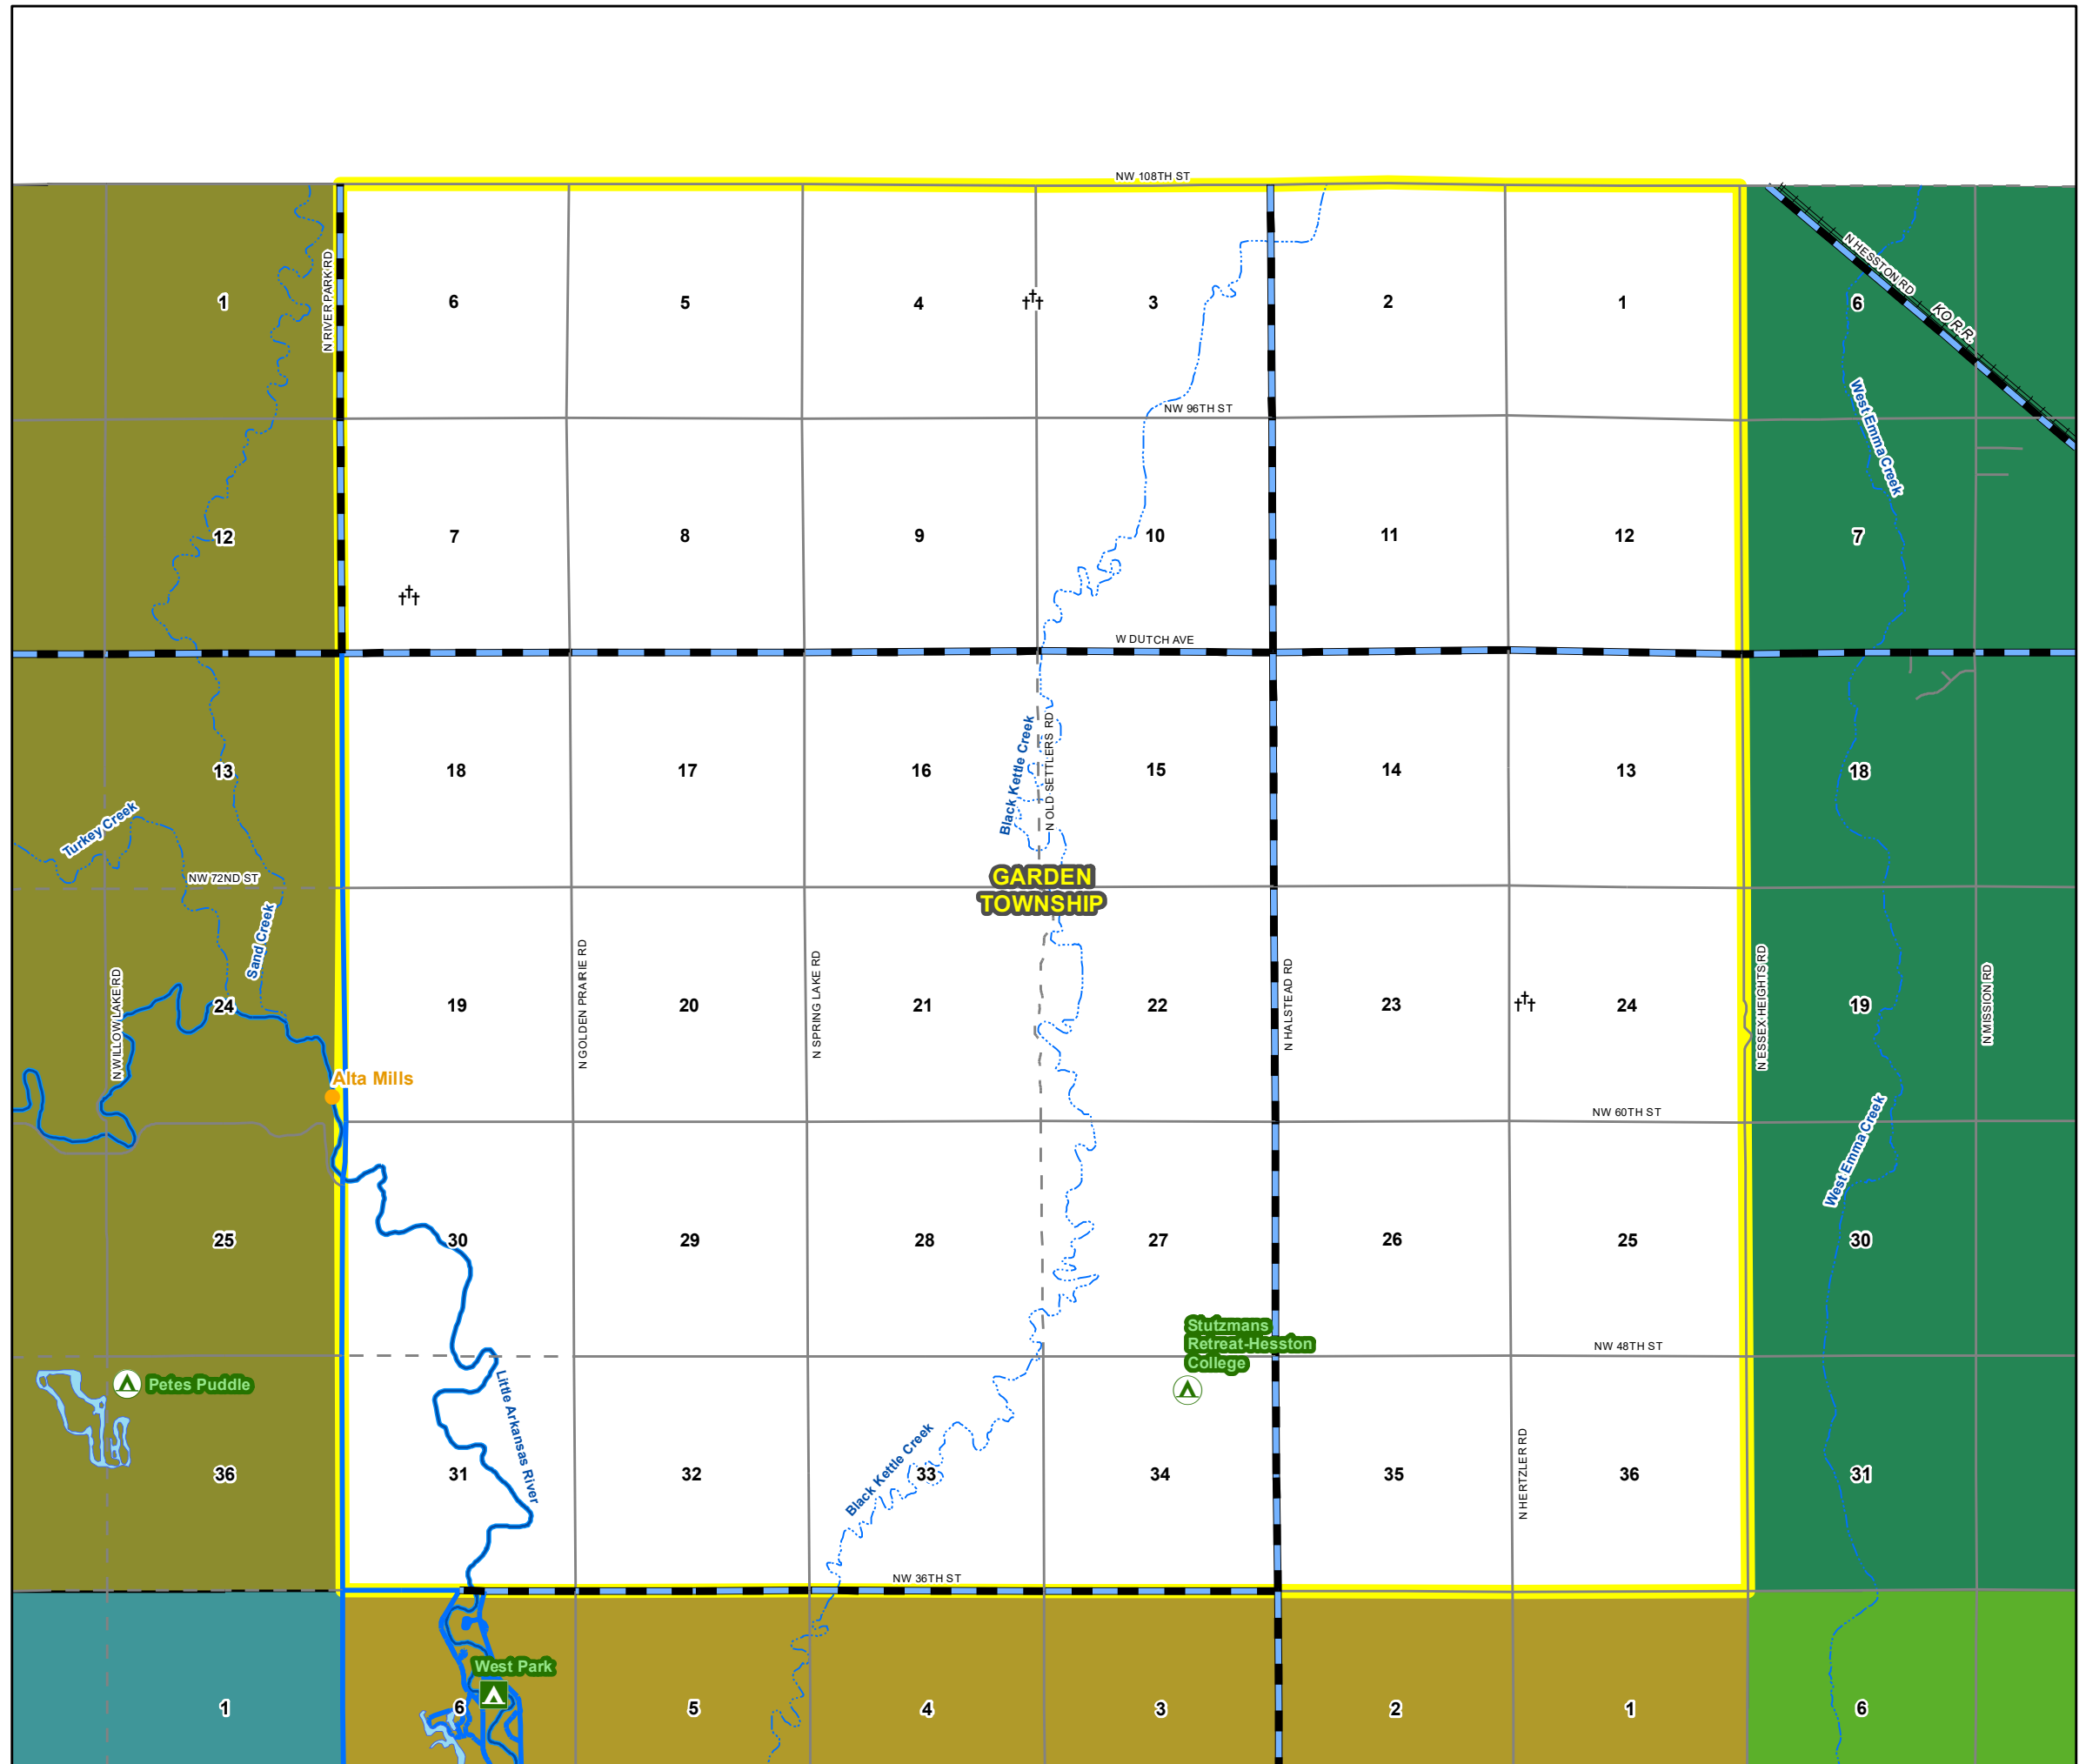 NW 108TH ST
N RIVER PARK RD
N HESSTON RD
KO R.R.
1
6
5
4
3
2
1
6
NW 96TH ST
West Emma Creek
12
7
8
9
10
11
12
7
W DUTCH AVE
13
18
17
16
Black Kettle Creek
N OLD SETTLERS RD
15
14
13
18
Turkey Creek
NW 72ND ST
GARDEN
TOWNSHIP
Sand Creek
N WILLOW LAKE RD
24
19
N GOLDEN PRAIRIE RD
20
N SPRING LAKE RD
21
22
N HALSTEAD RD
23
24
N ESSEX HEIGHTS RD
19
N MISSION RD
Alta Mills
NW 60TH ST
West Emma Creek
25
30
29
28
27
26
25
30
Stutzmans
Retreat-Hesston
College
NW 48TH ST
Petes Puddle
Little Arkansas River
Black Kettle Creek
N HERTZLER RD
36
31
32
33
34
35
36
31
NW 36TH ST
West Park
1
6
5
4
3
2
1
6